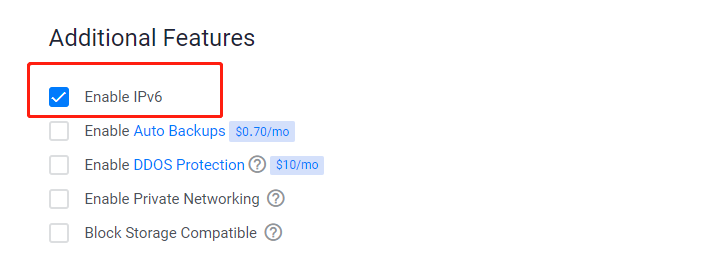 Additional Features
Enable IPv6
Enable Auto Backups $0.70/mo
Enable DDOS Protection ? $10/mo
Enable Private Networking ?
Block Storage Compatible ?